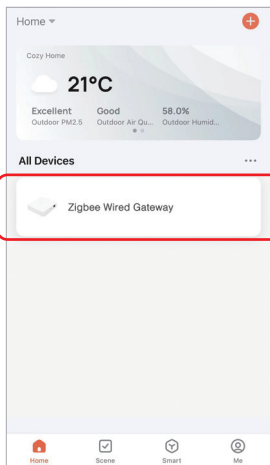 Home
Cozy Home
21°C
Excellent Good 58.0%
Outdoor PM2.5 Outdoor Air Qu... Outdoor Humid...
All Devices ...
Zigbee Wired Gateway
Home Scene Smart Me